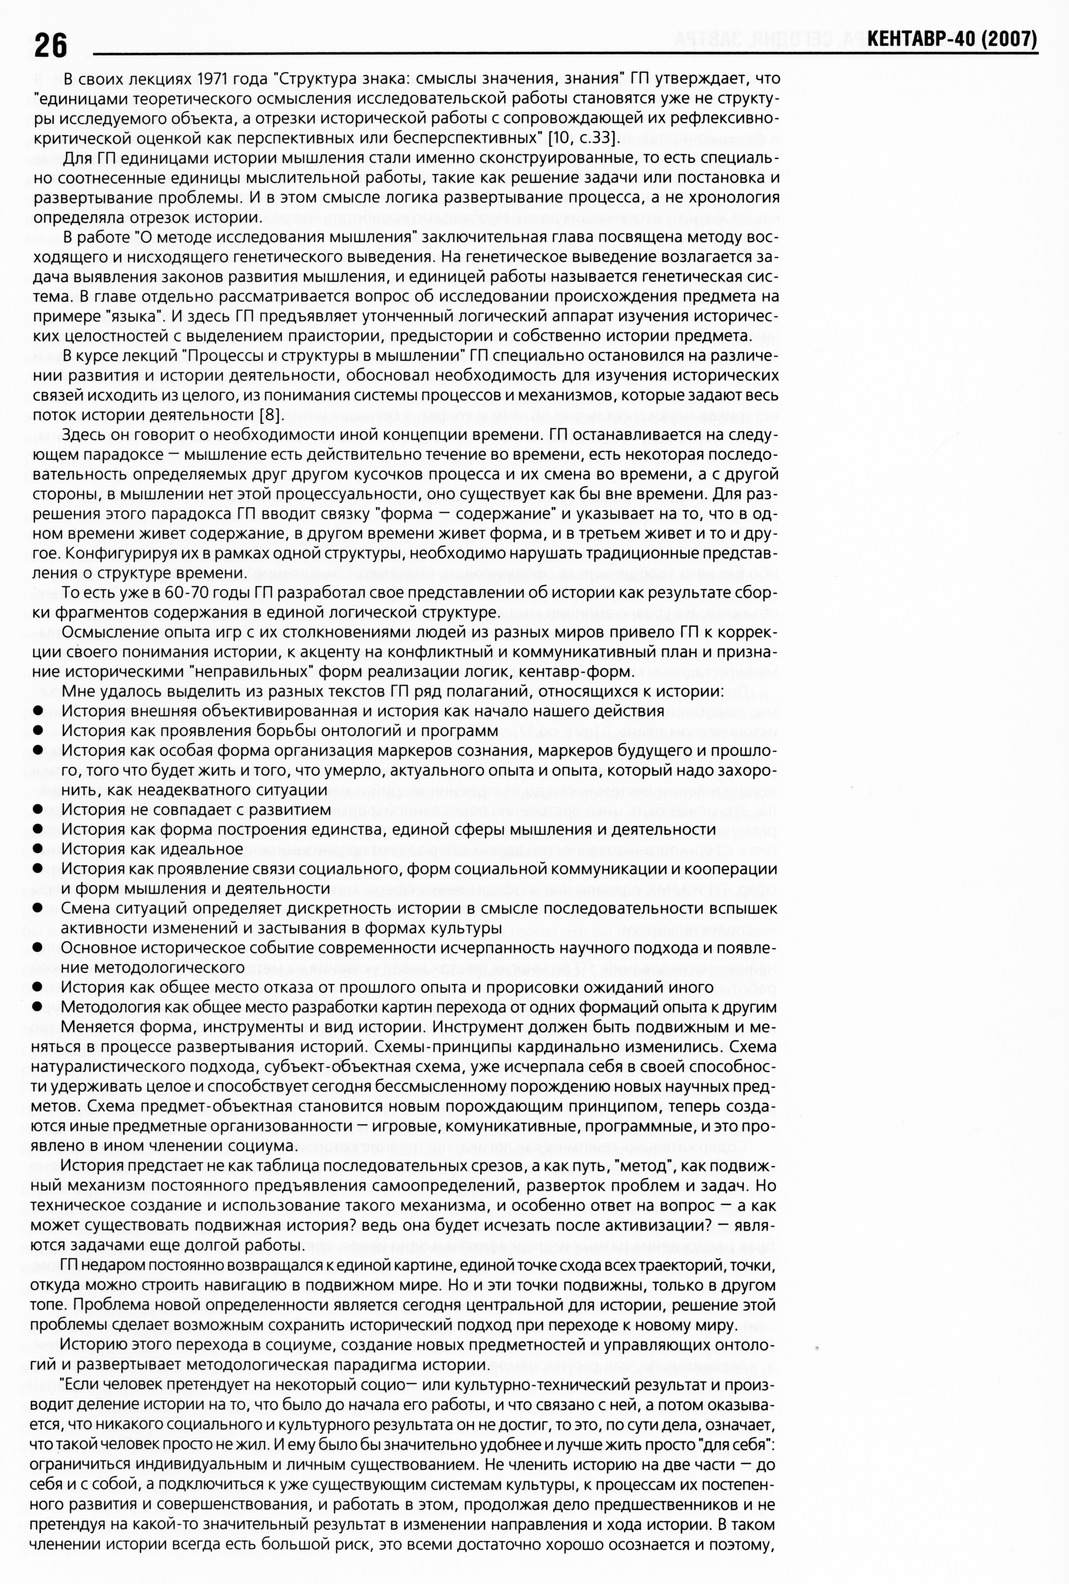 26
КЕНТАВР-40 (2007)
В своих лекциях 1971 года "Структура знака: смыслы значения, знания" ГП утверждает, что
"единицами теоретического осмысления исследовательской работы становятся уже не структу-
ры исследуемого объекта, а отрезки исторической работы с сопровождающей их рефлексивно-
критической оценкой как перспективных или бесперспективных" [10, с.33].
Для ГП единицами истории мышления стали именно сконструированные, то есть специаль-
но соотнесенные единицы мыслительной работы, такие как решение задачи или постановка и
развертывание проблемы. И в этом смысле логика развертывание процесса, а не хронология
определяла отрезок истории.
В работе "О методе исследования мышления" заключительная глава посвящена методу вос-
ходящего и нисходящего генетического выведения. На генетическое выведение возлагается за-
дача выявления законов развития мышления, и единицей работы называется генетическая сис-
тема. В главе отдельно рассматривается вопрос об исследовании происхождения предмета на
примере "языка". И здесь ГП предъявляет утонченный логический аппарат изучения историчес-
ких целостностей с выделением праистории, предыстории и собственно истории предмета.
В курсе лекций "Процессы и структуры в мышлении" ГП специально остановился на различе-
нии развития и истории деятельности, обосновал необходимость для изучения исторических
связей исходить из целого, из понимания системы процессов и механизмов, которые задают весь
поток истории деятельности [8].
Здесь он говорит о необходимости иной концепции времени. ГП останавливается на следу-
ющем парадоксе — мышление есть действительно течение во времени, есть некоторая последо-
вательность определяемых друг другом кусочков процесса и их смена во времени, а с другой
стороны, в мышлении нет этой процессуальности, оно существует как бы вне времени. Для раз-
решения этого парадокса ГП вводит связку "форма — содержание" и указывает на то, что в од-
ном времени живет содержание, в другом времени живет форма, и в третьем живет и то и дру-
гое. Конфигурируя их в рамках одной структуры, необходимо нарушать традиционные представ-
ления о структуре времени.
То есть уже в 60-70 годы ГП разработал свое представлении об истории как результате сбор-
ки фрагментов содержания в единой логической структуре.
Осмысление опыта игр с их столкновениями людей из разных миров привело ГП к коррек-
ции своего понимания истории, к акценту на конфликтный и коммуникативный план и призна-
ние историческими "неправильных" форм реализации логик, кентавр-форм.
Мне удалось выделить из разных текстов ГП ряд полаганий, относящихся к истории:
● История внешняя объективированная и история как начало нашего действия
● История как проявления борьбы онтологий и программ
● История как особая форма организация маркеров сознания, маркеров будущего и прошло-
го, того что будет жить и того, что умерло, актуального опыта и опыта, который надо захоро-
нить, как неадекватного ситуации
● История не совпадает с развитием
● История как форма построения единства, единой сферы мышления и деятельности
● История как идеальное
● История как проявление связи социального, форм социальной коммуникации и кооперации
и форм мышления и деятельности
● Смена ситуаций определяет дискретность истории в смысле последовательности вспышек
активности изменений и застывания в формах культуры
● Основное историческое событие современности исчерпанность научного подхода и появле-
ние методологического
● История как общее место отказа от прошлого опыта и прорисовки ожиданий иного
● Методология как общее место разработки картин перехода от одних формаций опыта к другим
Меняется форма, инструменты и вид истории. Инструмент должен быть подвижным и ме-
няться в процессе развертывания историй. Схемы-принципы кардинально изменились. Схема
натуралистического подхода, субъект-объектная схема, уже исчерпала себя в своей способнос-
ти удерживать целое и способствует сегодня бессмысленному порождению новых научных пред-
метов. Схема предмет-объектная становится новым порождающим принципом, теперь созда-
ются иные предметные организованности — игровые, комуникативные, программные, и это про-
явлено в ином членении социума.
История предстает не как таблица последовательных срезов, а как путь, "метод", как подвиж-
ный механизм постоянного предъявления самоопределений, разверток проблем и задач. Но
техническое создание и использование такого механизма, и особенно ответ на вопрос — а как
может существовать подвижная история? ведь она будет исчезать после активизации? — явля-
ются задачами еще долгой работы.
ГП недаром постоянно возвращался к единой картине, единой точке схода всех траекторий, точки,
откуда можно строить навигацию в подвижном мире. Но и эти точки подвижны, только в другом
топе. Проблема новой определенности является сегодня центральной для истории, решение этой
проблемы сделает возможным сохранить исторический подход при переходе к новому миру.
Историю этого перехода в социуме, создание новых предметностей и управляющих онтоло-
гий и развертывает методологическая парадигма истории.
"Если человек претендует на некоторый социо— или культурно-технический результат и произ-
водит деление истории на то, что было до начала его работы, и что связано с ней, а потом оказыва-
ется, что никакого социального и культурного результата он не достиг, то это, по сути дела, означает,
что такой человек просто не жил. И ему было бы значительно удобнее и лучше жить просто "для себя":
ограничиться индивидуальным и личным существованием. Не членить историю на две части — до
себя и с собой, а подключиться к уже существующим системам культуры, к процессам их постепен-
ного развития и совершенствования, и работать в этом, продолжая дело предшественников и не
претендуя на какой-то значительный результат в изменении направления и хода истории. В таком
членении истории всегда есть большой риск, это всеми достаточно хорошо осознается и поэтому,